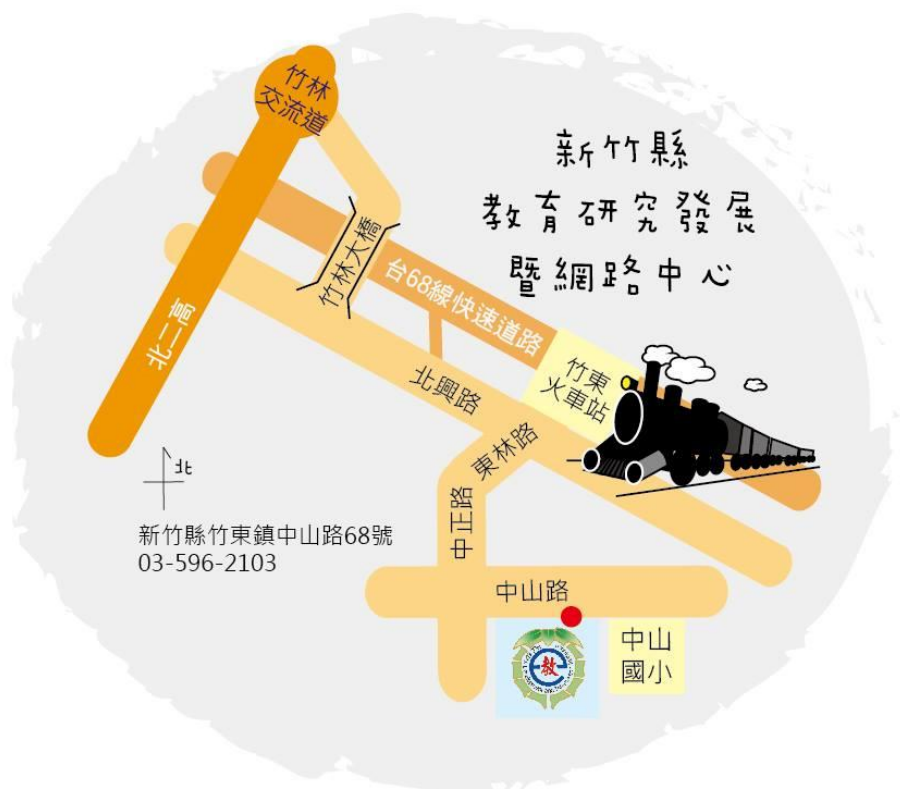 竹林
交流道
新竹縣
教育研究發展
暨網路中心
竹林大橋
台68線快速道路
北二高
竹東
火車站
北興路
東林路
北
中正路
新竹縣竹東鎮中山路68號
03-596-2103
中山路
中山
國小
教